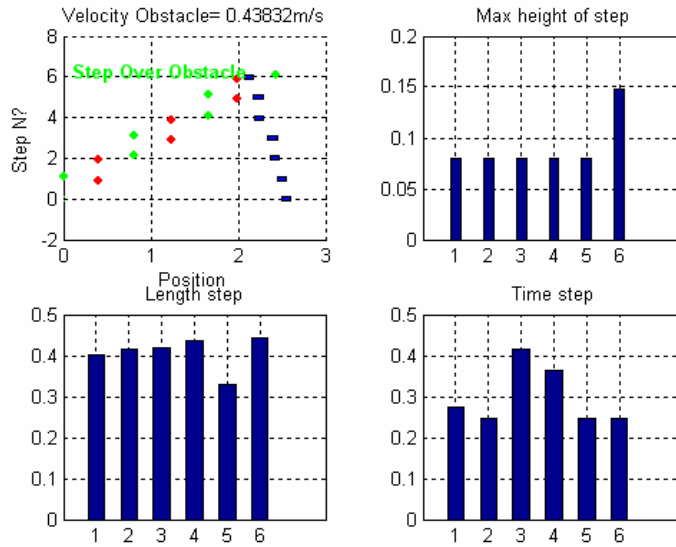 Velocity Obstacle= 0.43832m/s
8
6
4
2
0
-2
Step N?
Step Over Obstacle
0
1
2
3
Position
Max height of step
0.2
0.15
0.1
0.05
0
1 2 3 4 5 6
Length step
0.5
0.4
0.3
0.2
0.1
0
1 2 3 4 5 6
Time step
0.5
0.4
0.3
0.2
0.1
0
1 2 3 4 5 6